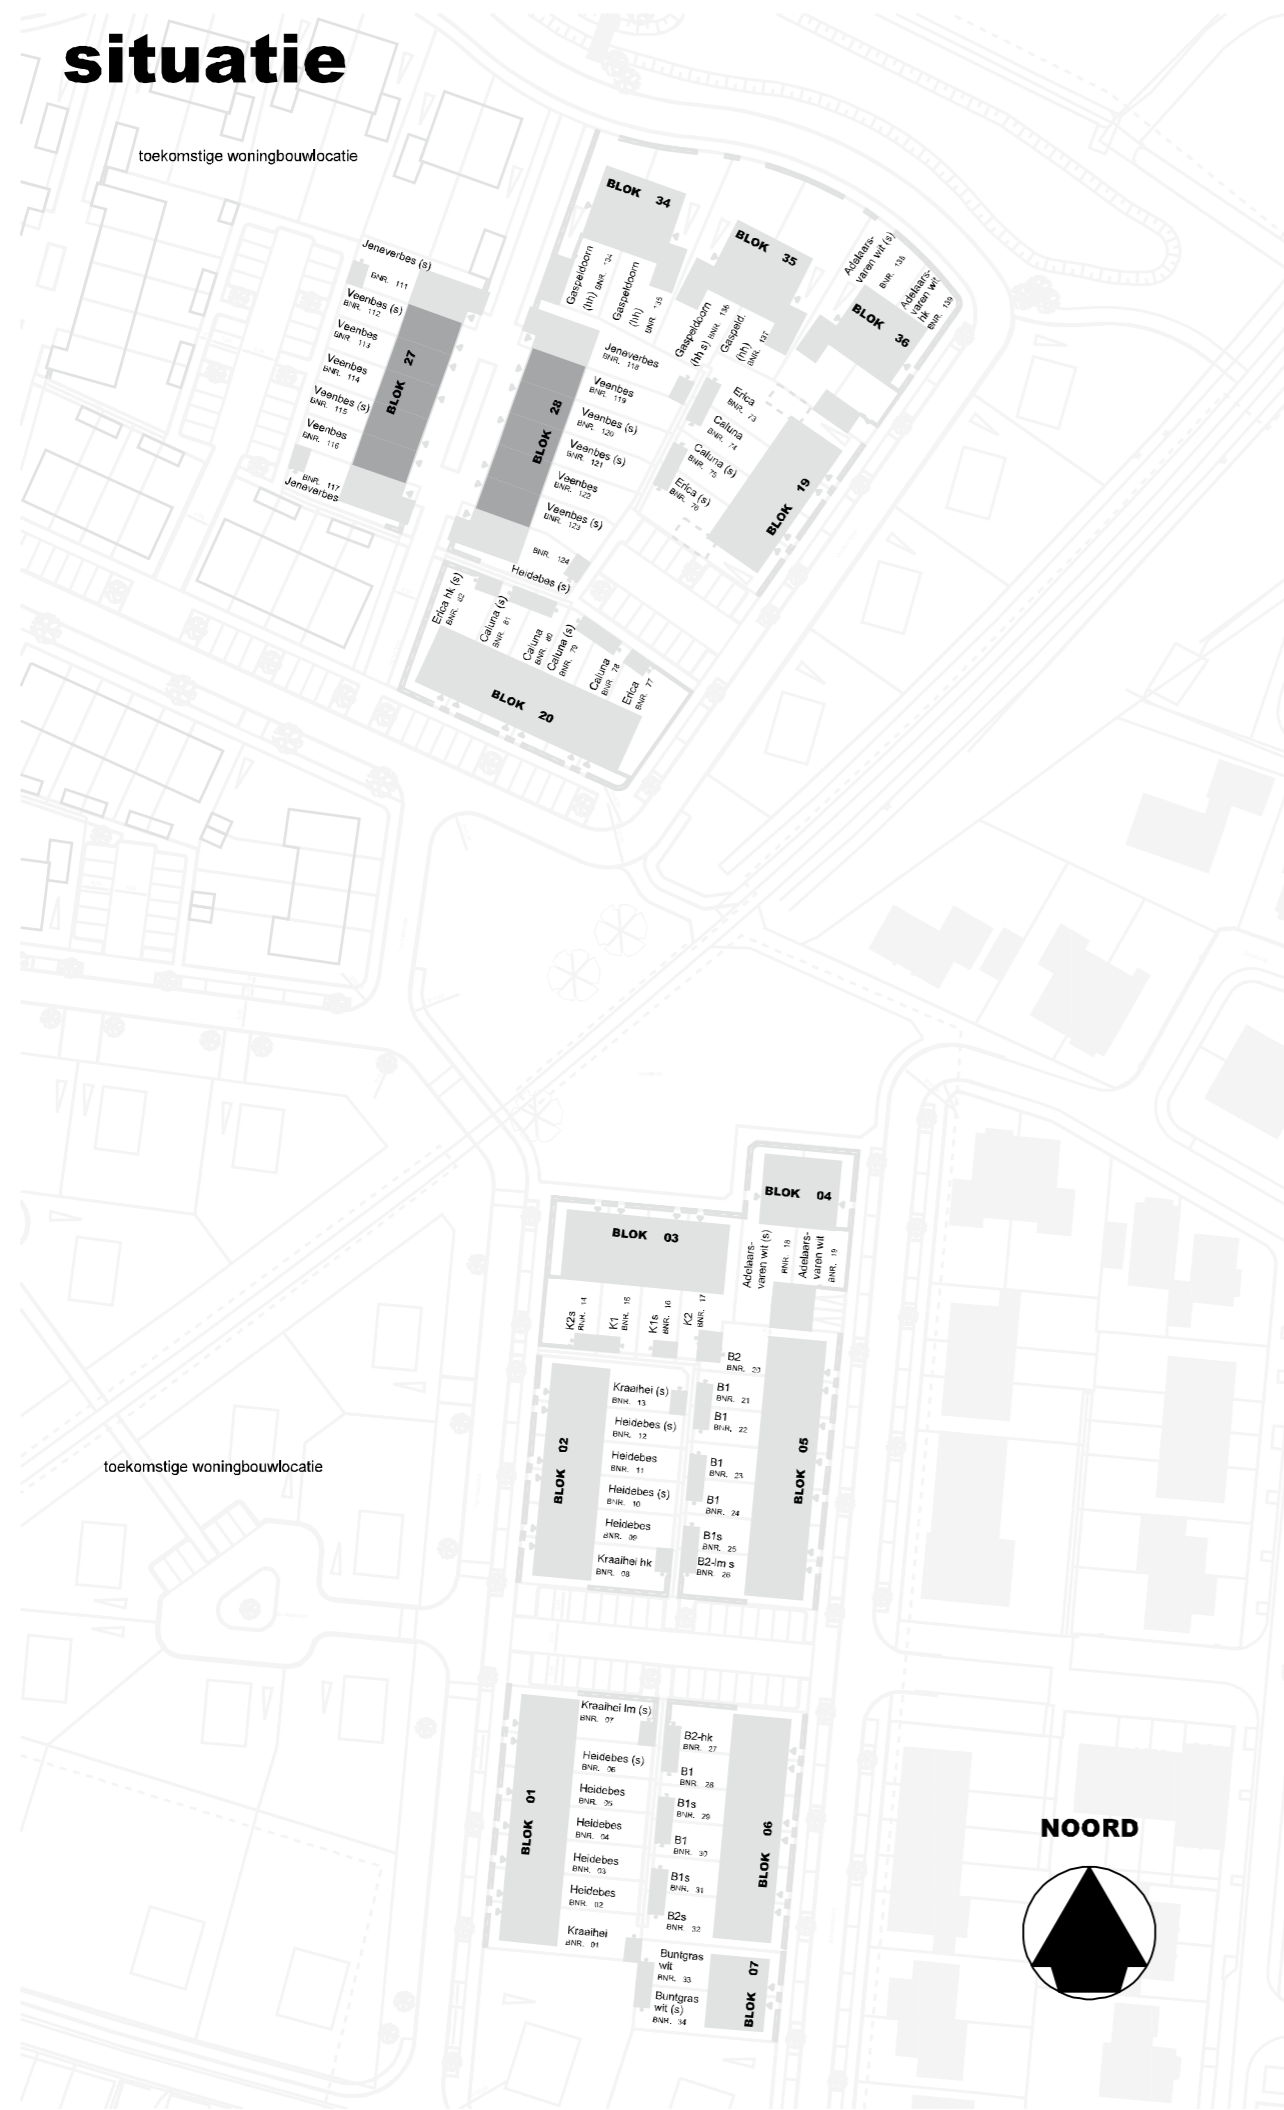 situatie
toekomstige woningbouwlocatie
BLOK 34
BLOK 35
BLOK 36
Adelaars-
varen wit (s)
BNR. 138
Adelaars-
varen wit
hk
BNR. 139
Gaspeldoorn
(hh) BNR. 134
Gaspeldoorn
(hh)
BNR. 135
Gaspeldoorn
(hh s) BNR. 136
Gaspeld.
(hh)
BNR. 137
Jeneverbes (s)
BNR. 111
Veenbes (s)
BNR. 112
Veenbes
BNR. 113
Veenbes
BNR. 114
Veenbes (s)
BNR. 115
Veenbes
BNR. 116
BNR. 117
Jeneverbes
BLOK 27
BLOK 28
Jeneverbes
BNR. 118
Veenbes
BNR. 119
Veenbes (s)
BNR. 120
Veenbes (s)
BNR. 121
Veenbes
BNR. 122
Veenbes (s)
BNR. 123
BNR. 124
Heidebes (s)
Erica
BNR. 73
Caluna
BNR. 74
Caluna (s)
BNR. 75
Erica (s)
BNR. 76
BLOK 19
Erica hk (s)
BNR. 82
Caluna (s)
BNR. 81
Caluna
BNR. 80
Caluna (s)
BNR. 79
Caluna
BNR. 78
Erica
BNR. 77
BLOK 20
BLOK 04
BLOK 03
Adelaars-
varen wit (s)
BNR. 18
Adelaars-
varen wit
BNR. 19
K2s
BNR. 14
K1
BNR. 15
K1s
BNR. 16
K2
BNR. 17
B2
BNR. 20
B1
BNR. 21
B1
BNR. 22
B1
BNR. 23
B1
BNR. 24
B1s
BNR. 25
B2-lm s
BNR. 26
BLOK 05
Kraaihei (s)
BNR. 13
Heidebes (s)
BNR. 12
Heidebes
BNR. 11
Heidebes (s)
BNR. 10
Heidebes
BNR. 09
Kraaihei hk
BNR. 08
BLOK 02
toekomstige woningbouwlocatie
Kraaihei lm (s)
BNR. 07
Heidebes (s)
BNR. 06
Heidebes
BNR. 05
Heidebes
BNR. 04
Heidebes
BNR. 03
Heidebes
BNR. 02
Kraaihei
BNR. 01
BLOK 01
B2-hk
BNR. 27
B1
BNR. 28
B1s
BNR. 29
B1
BNR. 30
B1s
BNR. 31
B2s
BNR. 32
BLOK 06
Buntgras
wit
BNR. 33
Buntgras
wit (s)
BNR. 34
BLOK 07
NOORD